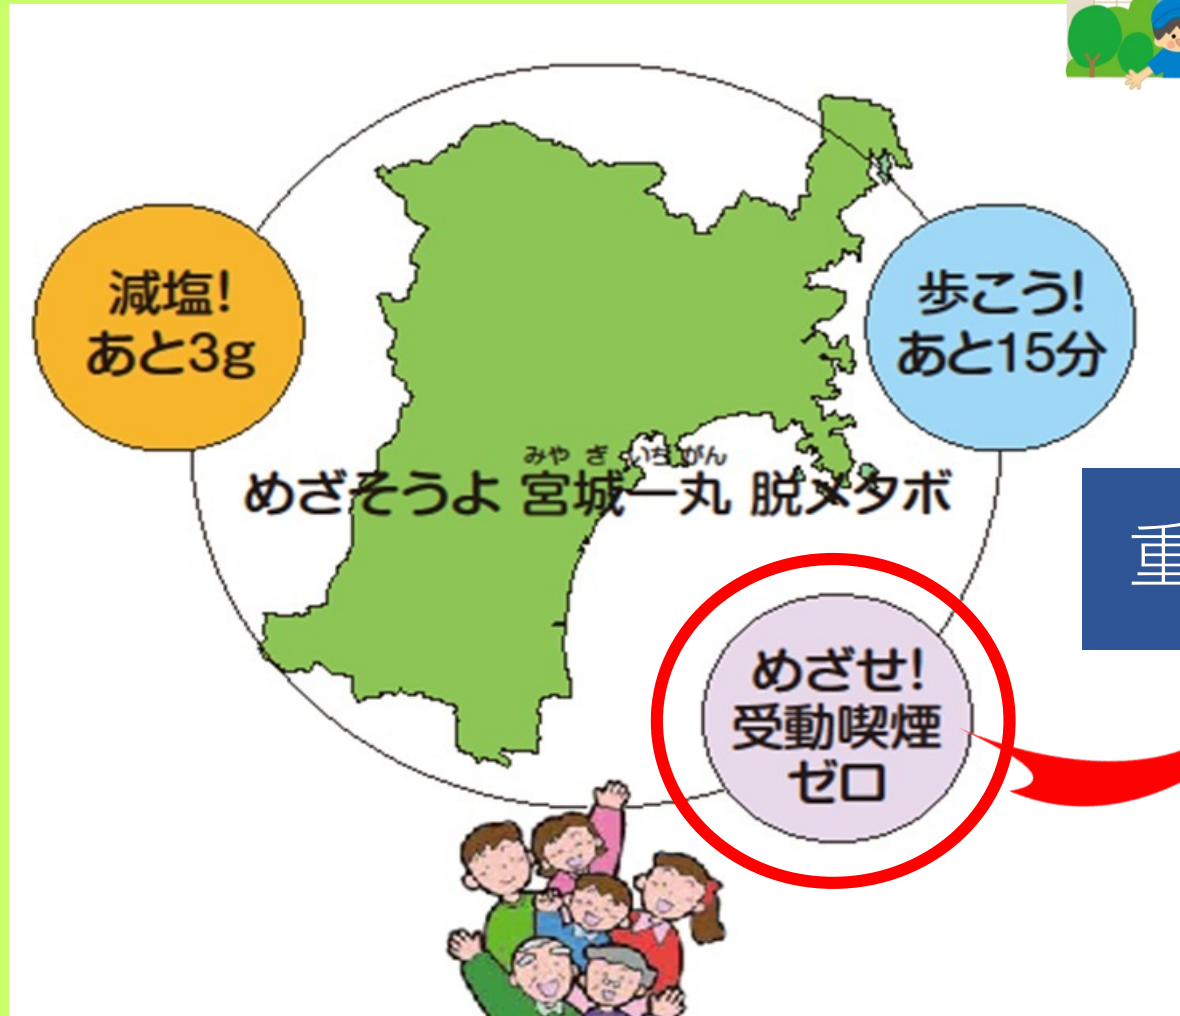 減塩!
あと3g
歩こう!
あと15分
みやぎ いちがん
めざそうよ 宮城一丸 脱メタボ
重
めざせ!
受動喫煙
ゼロ